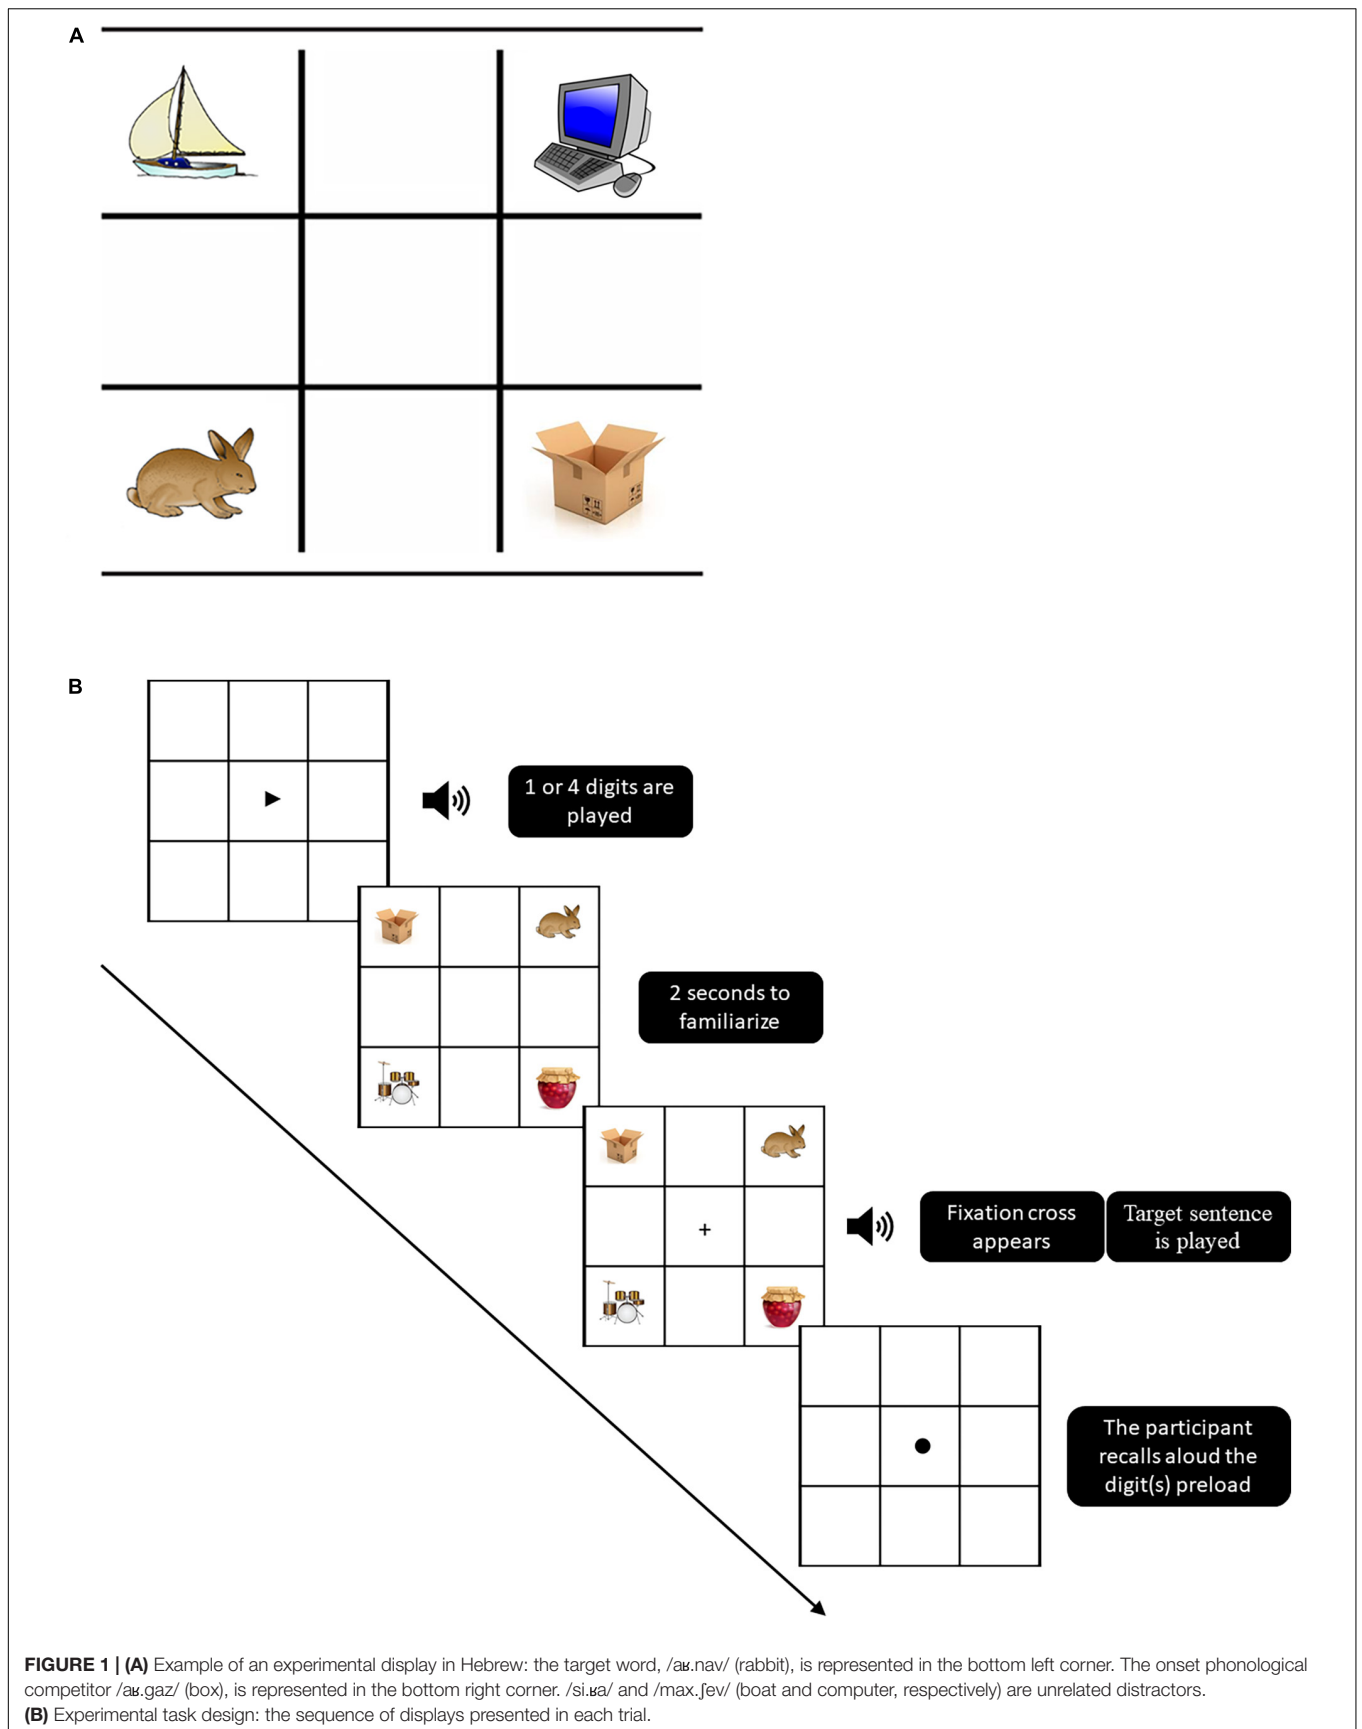 A
B
1 or 4 digits are
played
2 seconds to
familiarize
Fixation cross
appears
Target sentence
is played
The participant
recalls aloud the
digit(s) preload
FIGURE 1 | (A) Example of an experimental display in Hebrew: the target word, /aʁ.nav/ (rabbit), is represented in the bottom left corner. The onset phonological
competitor /aʁ.gaz/ (box), is represented in the bottom right corner. /si.ʁa/ and /max.ʃev/ (boat and computer, respectively) are unrelated distractors.
(B) Experimental task design: the sequence of displays presented in each trial.